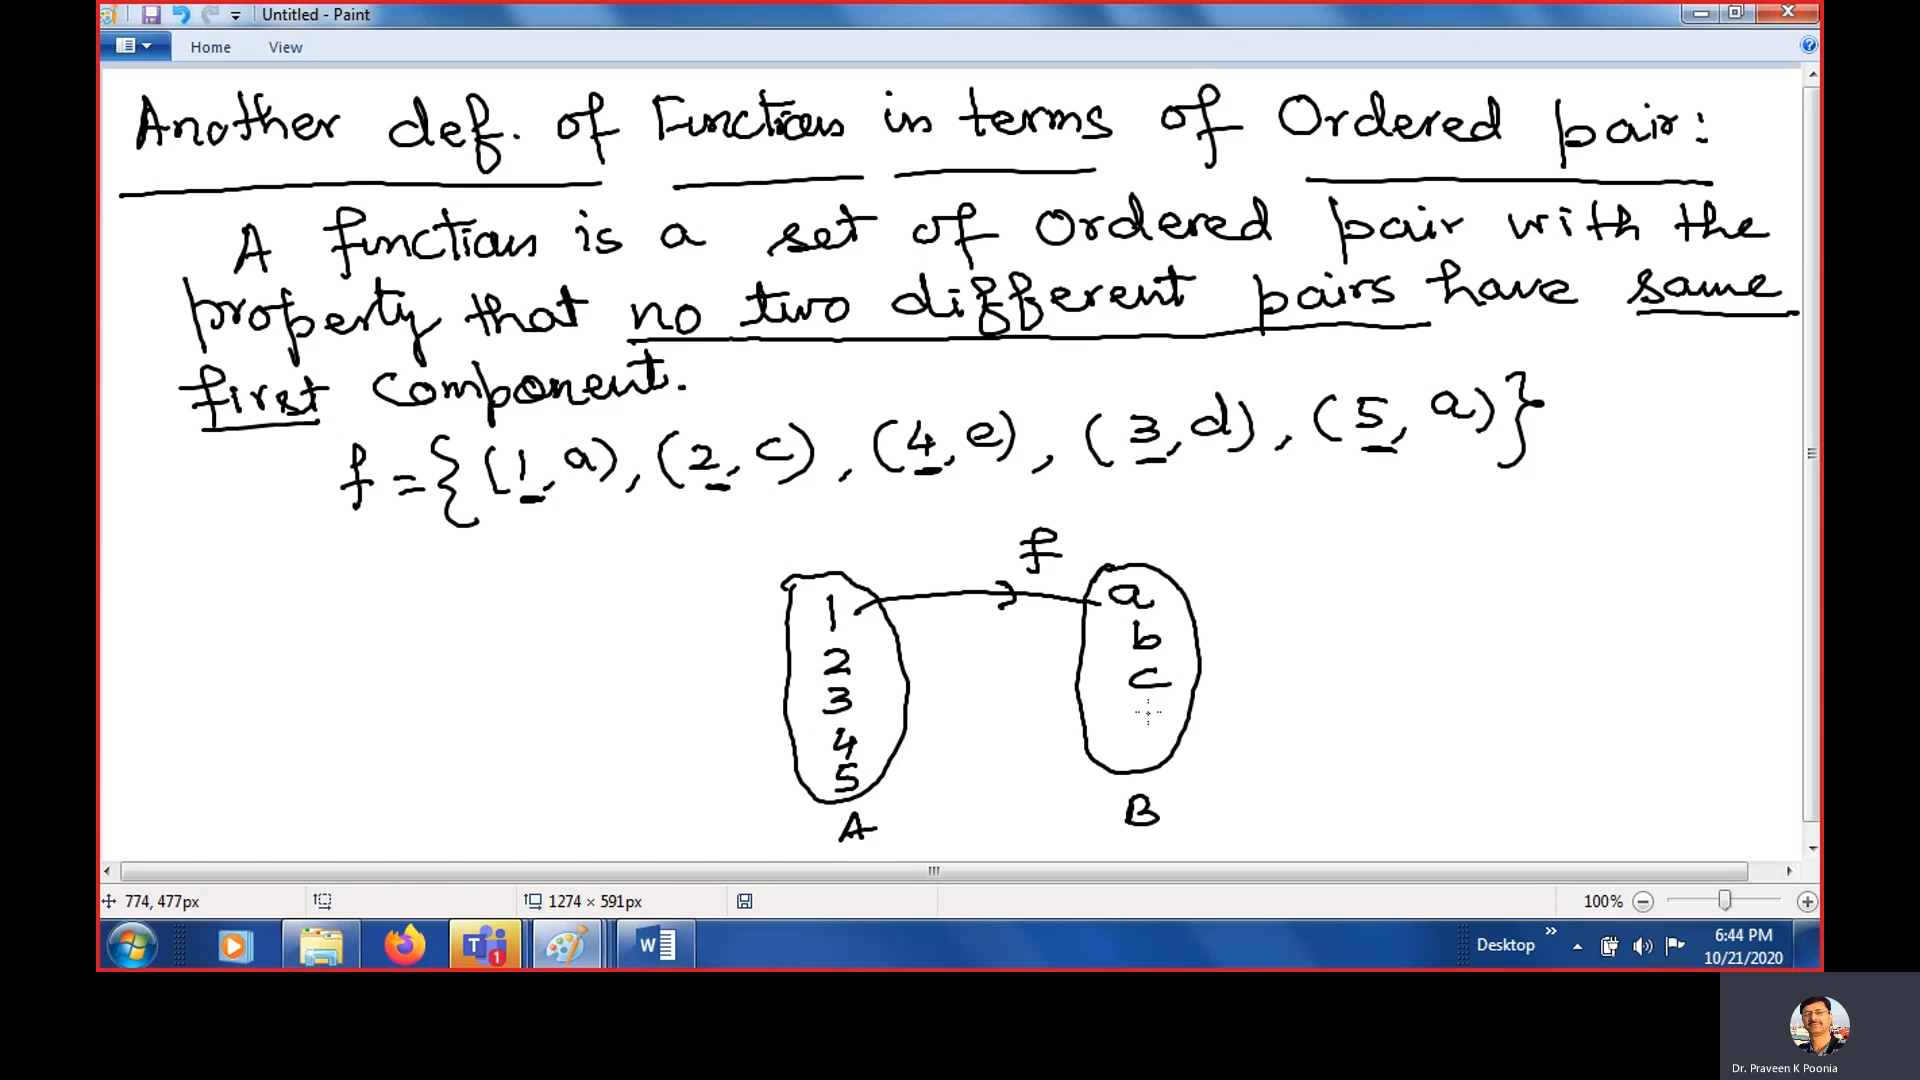 Untitled - Paint
Home View
Another def. of Function in terms of Ordered pair:
A function is a set of ordered pair with the
property that no two different pairs have same
first component.
f = {(1, a), (2, c), (4, e), (3, d), (5, a)}
f
1 a
2 b
3 c
4
5
A B
774, 477px 1274 × 591px 100%
Desktop 6:44 PM
10/21/2020
Dr. Praveen K Poonia